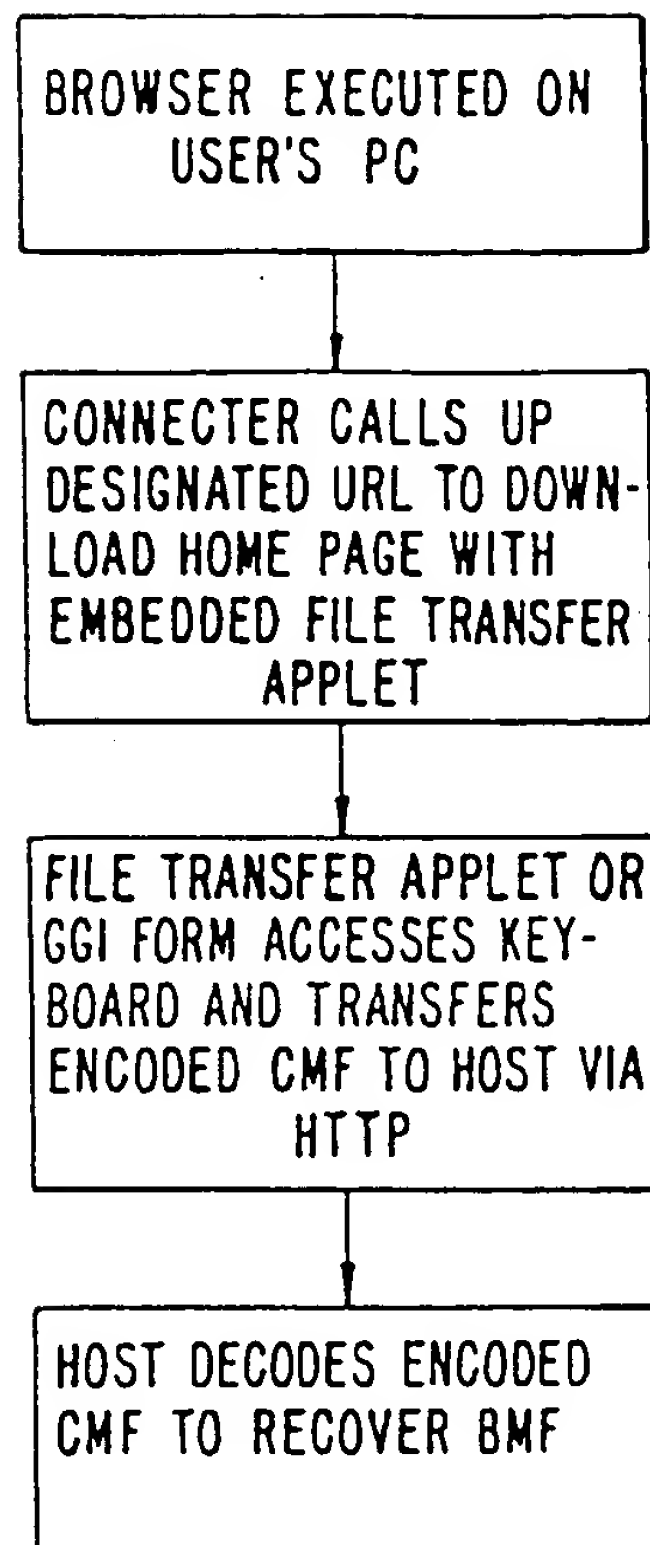 BROWSER EXECUTED ON
USER'S PC
CONNECTER CALLS UP
DESIGNATED URL TO DOWN-
LOAD HOME PAGE WITH
EMBEDDED FILE TRANSFER
APPLET
FILE TRANSFER APPLET OR
GGI FORM ACCESSES KEY-
BOARD AND TRANSFERS
ENCODED CMF TO HOST VIA
HTTP
HOST DECODES ENCODED
CMF TO RECOVER BMF